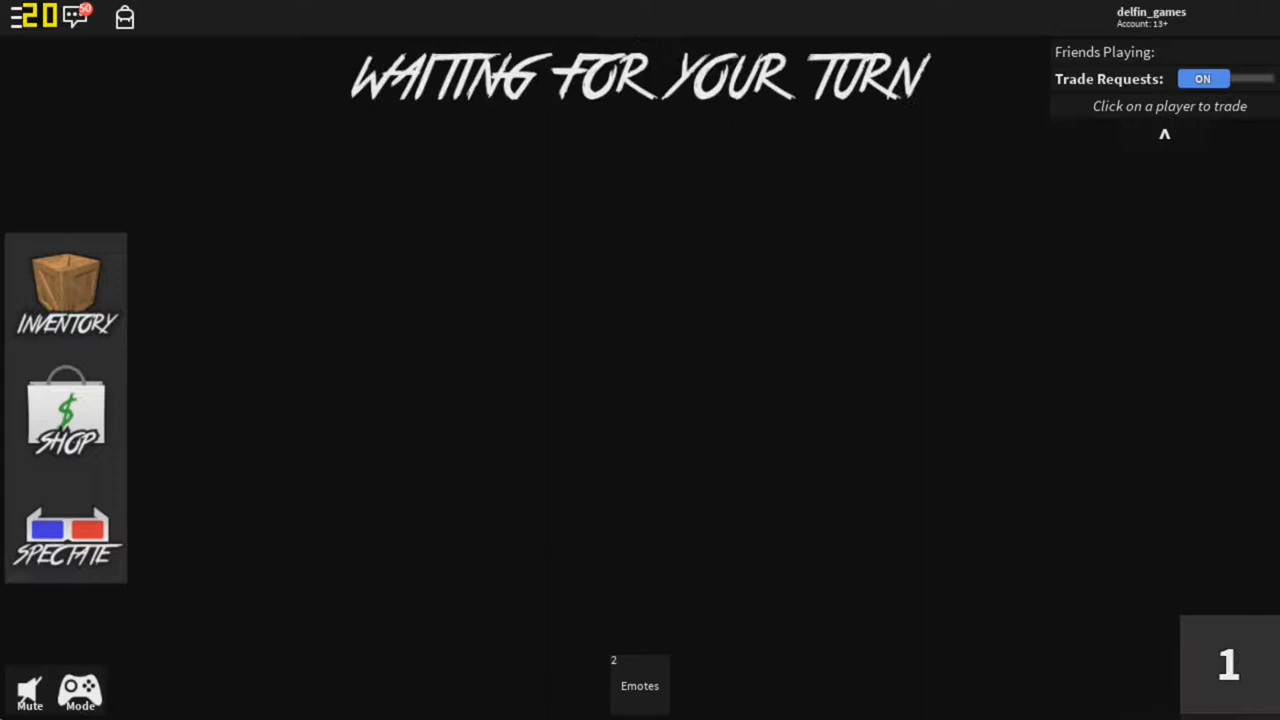 20
50
delfin_games
Account: 13+
WAITING FOR YOUR TURN
Friends Playing:
Trade Requests: ON
Click on a player to trade
^
INVENTORY
$
SHOP
SPECTATE
Mute
Mode
2
Emotes
1